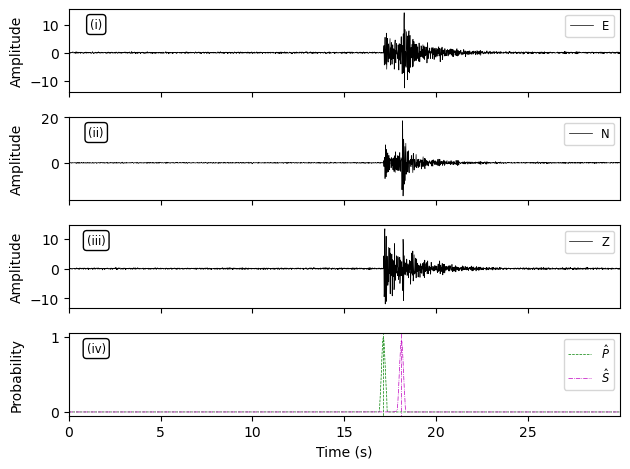 (i)
E
Amplitude
10
0
−10
(ii)
N
Amplitude
20
0
(iii)
Z
Amplitude
10
0
−10
(iv)
P̂
Ŝ
Probability
1
0
0 5 10 15 20 25
Time (s)